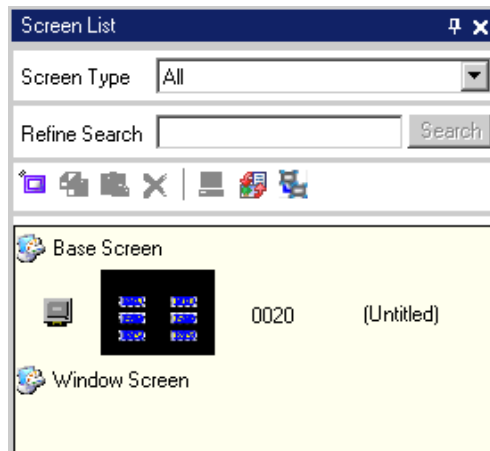 Screen List
Screen Type All
Refine Search Search
Base Screen
0020 (Untitled)
Window Screen